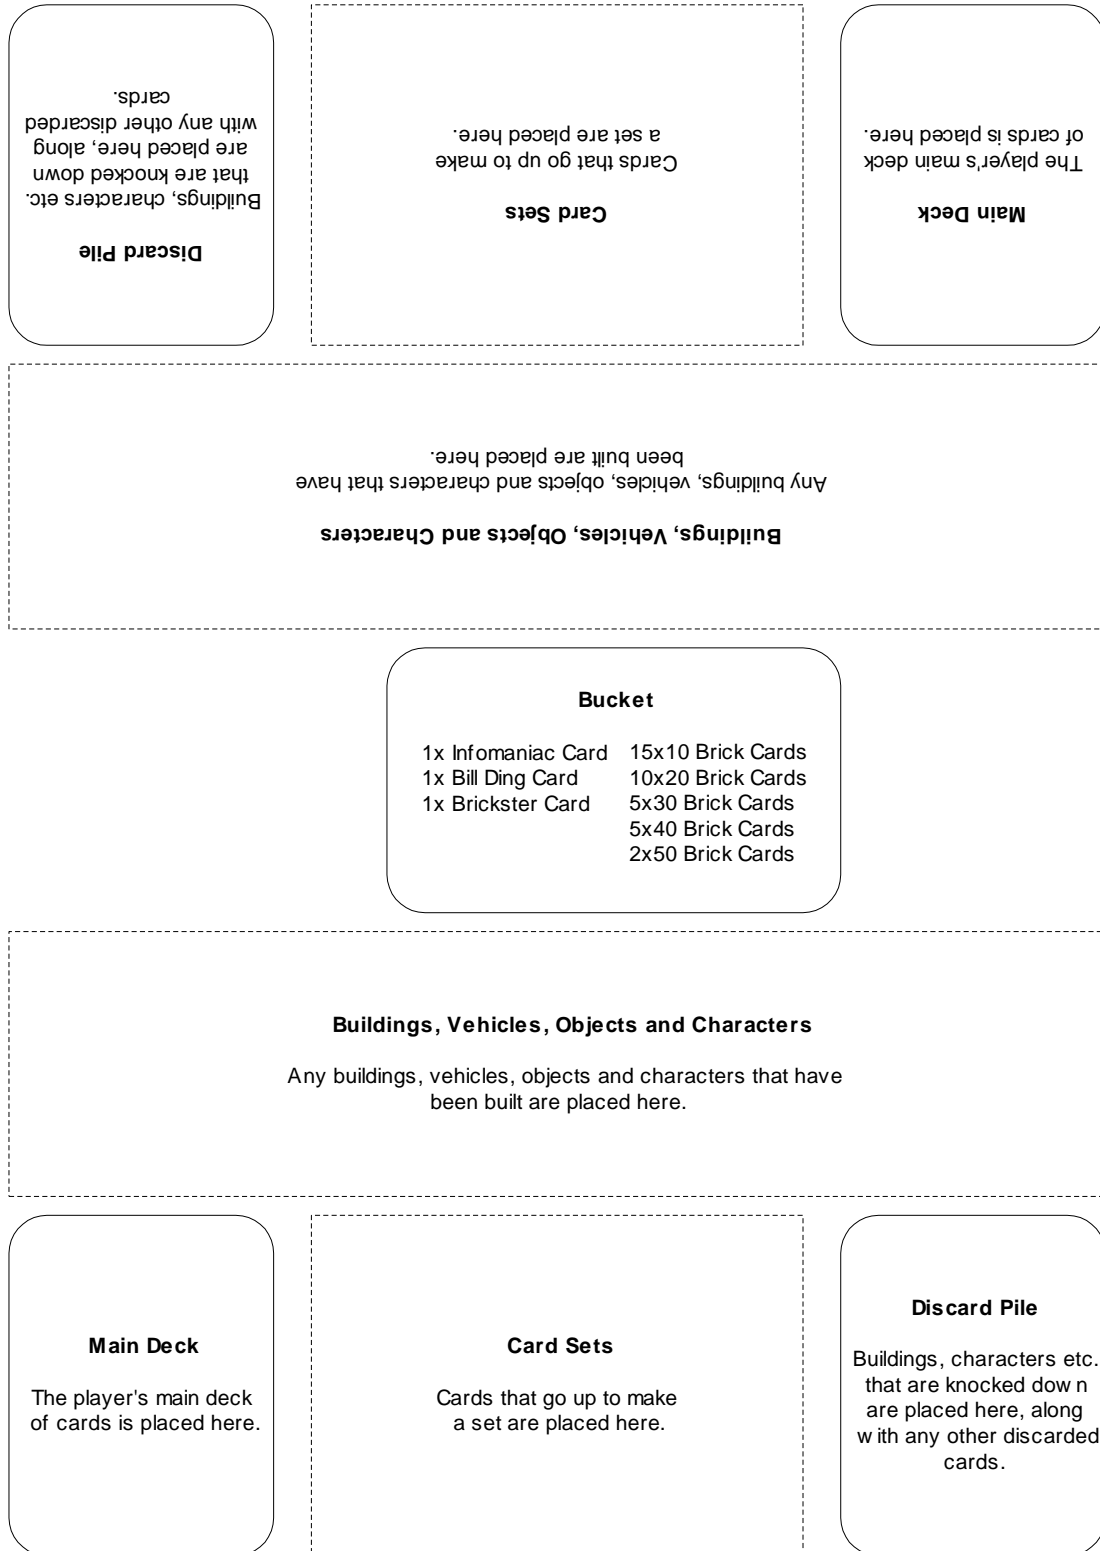 Discard Pile
Buildings, characters etc.
that are knocked down
are placed here, along
with any other discarded
cards.
Card Sets
Cards that go up to make
a set are placed here.
Main Deck
The player's main deck
of cards is placed here.
Buildings, Vehicles, Objects and Characters
Any buildings, vehicles, objects and characters that have
been built are placed here.
Bucket
1x Infomaniac Card
1x Bill Ding Card
1x Brickster Card
15x10 Brick Cards
10x20 Brick Cards
5x30 Brick Cards
5x40 Brick Cards
2x50 Brick Cards
Buildings, Vehicles, Objects and Characters
Any buildings, vehicles, objects and characters that have
been built are placed here.
Main Deck
The player's main deck
of cards is placed here.
Card Sets
Cards that go up to make
a set are placed here.
Discard Pile
Buildings, characters etc.
that are knocked down
are placed here, along
with any other discarded
cards.